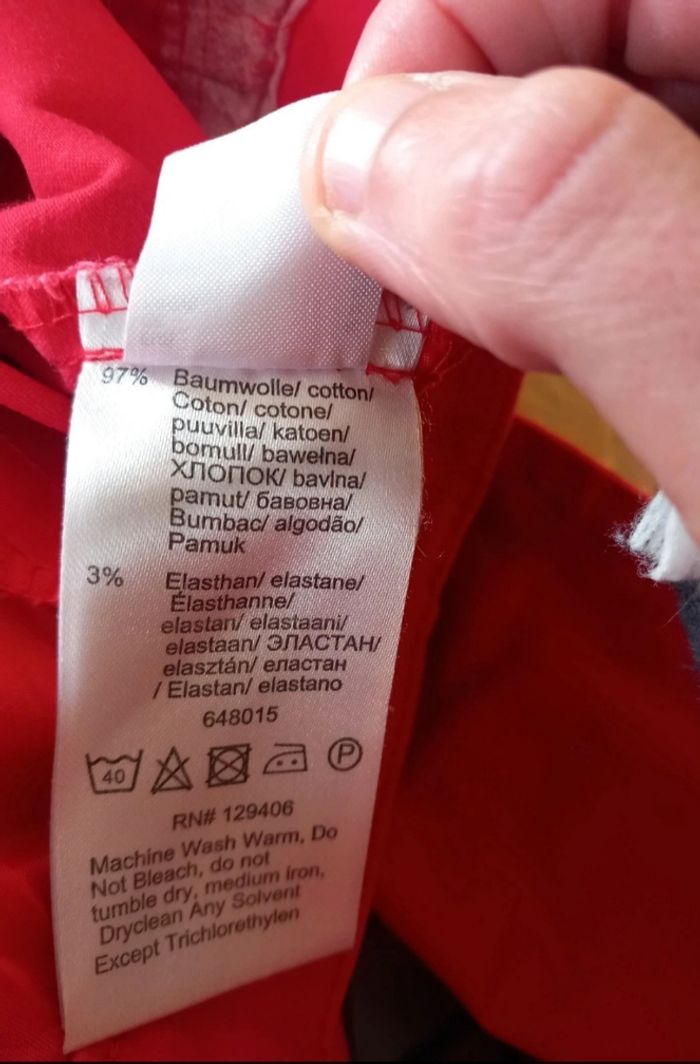 97% Baumwolle/ cotton/
Coton/ cotone/
puuvilla/ katoen/
bomull/ bawełna/
ХЛОПОК/ bavlna/
pamut/ бавовна/
Bumbac/ algodão/
Pamuk
3% Elasthan/ elastane/
Élasthanne/
elastan/ elastaani/
elastaan/ ЭЛАСТАН/
elasztán/ еластан
/ Elastan/ elastano
648015
40 P
RN# 129406
Machine Wash Warm, Do
Not Bleach, do not
tumble dry, medium iron,
Dryclean Any Solvent
Except Trichlorethylen